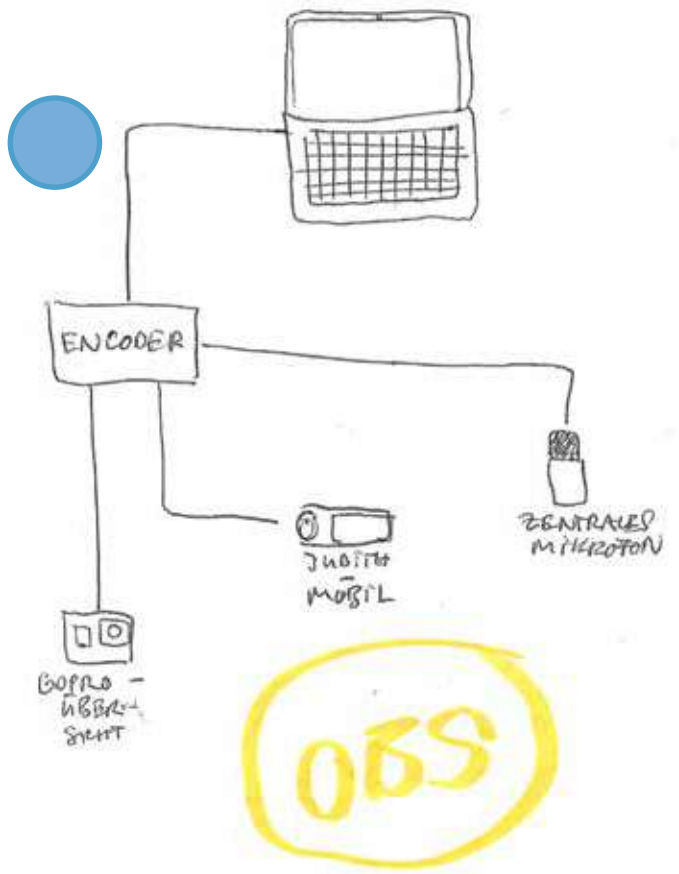 ENCODER
ZENTRALES
MIKROFON
JUDITH
-
MOBIL
GOPRO -
ÜBER-
SICHT
OBS